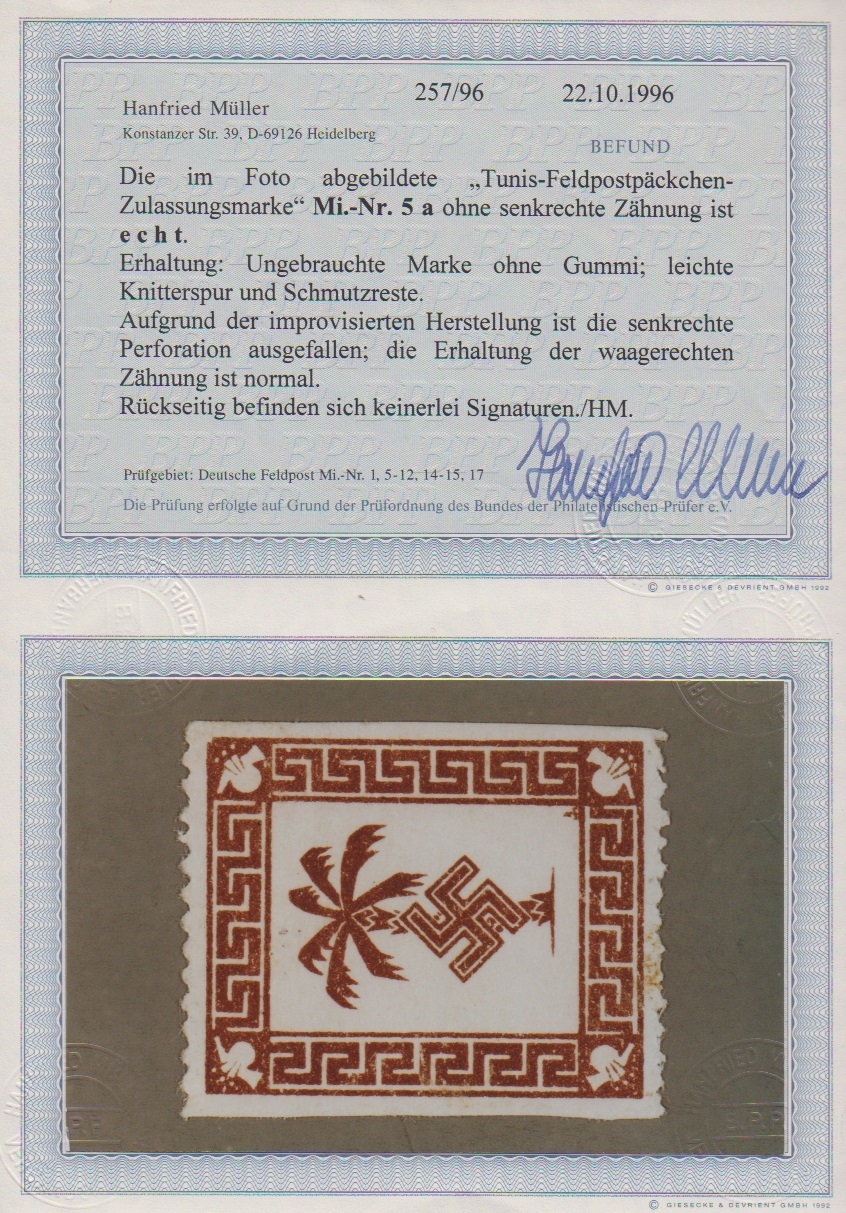 Hanfried Müller 257/96 22.10.1996
Konstanzer Str. 39, D-69126 Heidelberg
BEFUND
Die im Foto abgebildete „Tunis-Feldpostpäckchen-
Zulassungsmarke“ Mi.-Nr. 5 a ohne senkrechte Zähnung ist
e c h t.
Erhaltung: Ungebrauchte Marke ohne Gummi; leichte
Knitterspur und Schmutzreste.
Aufgrund der improvisierten Herstellung ist die senkrechte
Perforation ausgefallen; die Erhaltung der waagerechten
Zähnung ist normal.
Rückseitig befinden sich keinerlei Signaturen./HM.
Prüfgebiet: Deutsche Feldpost Mi.-Nr. 1, 5-12, 14-15, 17
Die Prüfung erfolgte auf Grund der Prüfordnung des Bundes der Philatelistischen Prüfer e.V.
© GIESECKE & DEVRIENT GMBH 1992
© GIESECKE & DEVRIENT GMBH 1992